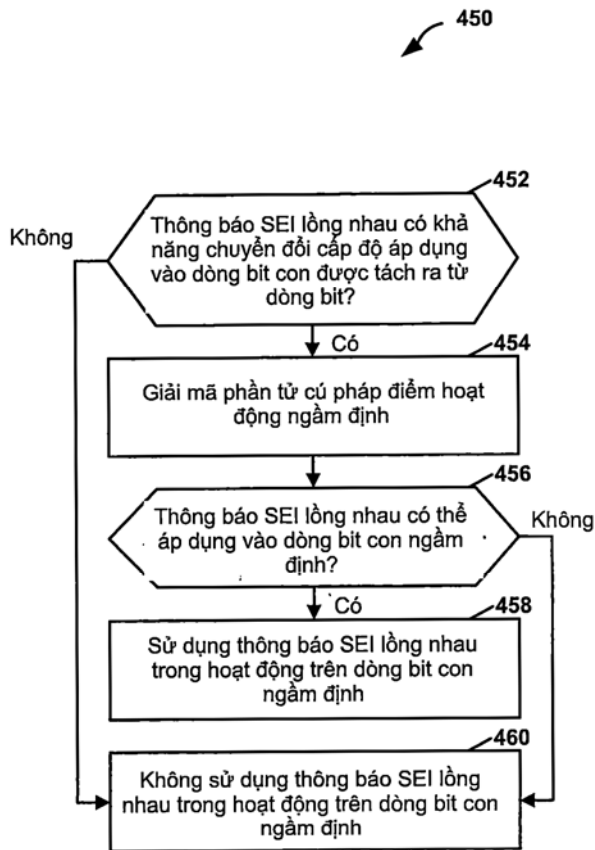 450
452
Thông báo SEI lồng nhau có khả
năng chuyển đổi cấp độ áp dụng
vào dòng bit con được tách ra từ
dòng bit?
Không
Có
454
Giải mã phần tử cú pháp điểm hoạt
động ngầm định
456
Thông báo SEI lồng nhau có thể
áp dụng vào dòng bit con ngầm
định?
Không
Có
458
Sử dụng thông báo SEI lồng nhau
trong hoạt động trên dòng bit con
ngầm định
460
Không sử dụng thông báo SEI lồng
nhau trong hoạt động trên dòng bit con
ngầm định